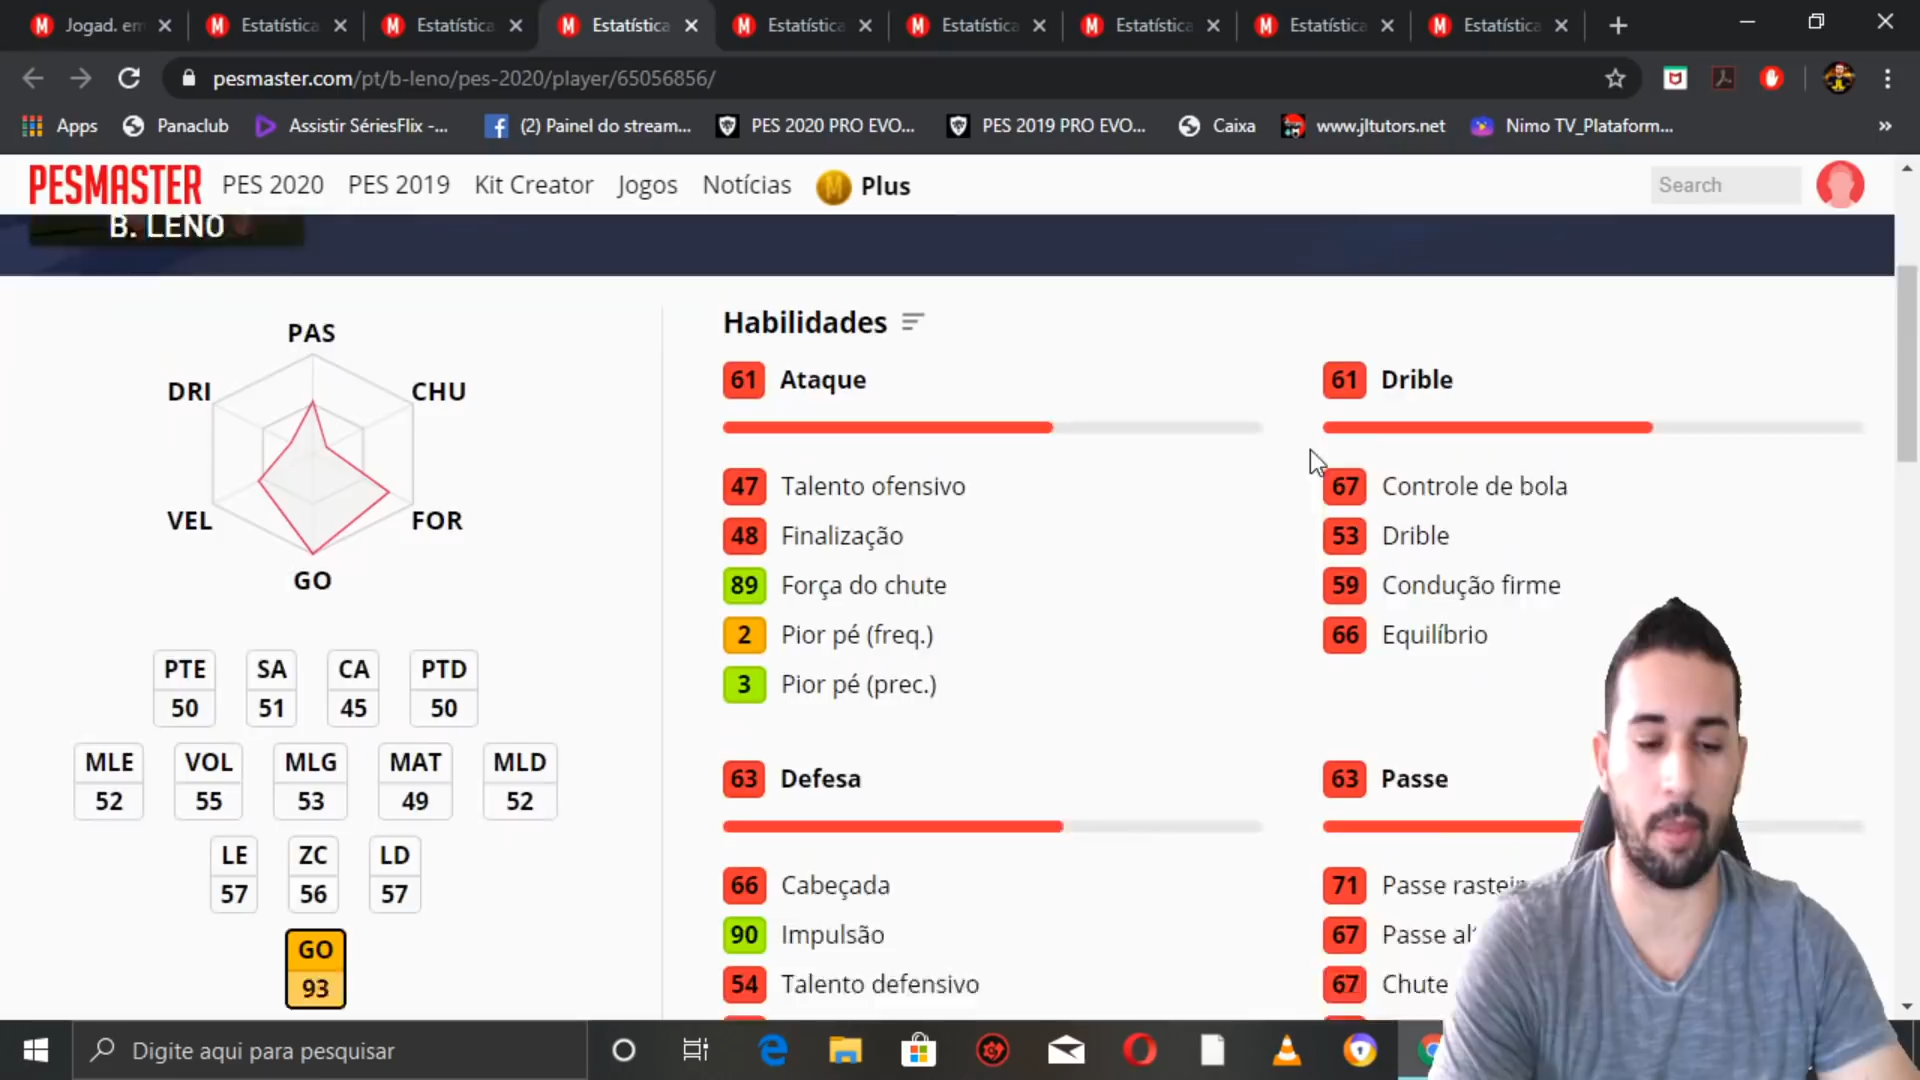 Jogad. em
Estatística
Estatística
Estatística
Estatística
Estatística
Estatística
Estatística
Estatística
pesmaster.com/pt/b-leno/pes-2020/player/65056856/
Apps
Panaclub
Assistir SériesFlix -...
(2) Painel do stream...
PES 2020 PRO EVO...
PES 2019 PRO EVO...
Caixa
www.jltutors.net
Nimo TV_Plataform...
»
PESMASTER
PES 2020
PES 2019
Kit Creator
Jogos
Notícias
M
Plus
Search
B. LENO
PAS
DRI
CHU
VEL
FOR
GO
PTE
SA
CA
PTD
50
51
45
50
MLE
VOL
MLG
MAT
MLD
52
55
53
49
52
LE
ZC
LD
57
56
57
GO
93
Habilidades
61 Ataque
47 Talento ofensivo
48 Finalização
89 Força do chute
2 Pior pé (freq.)
3 Pior pé (prec.)
61 Drible
67 Controle de bola
53 Drible
59 Condução firme
66 Equilíbrio
63 Defesa
66 Cabeçada
90 Impulsão
54 Talento defensivo
63 Passe
71 Passe
67 Passe
67 Chute
Digite aqui para pesquisar